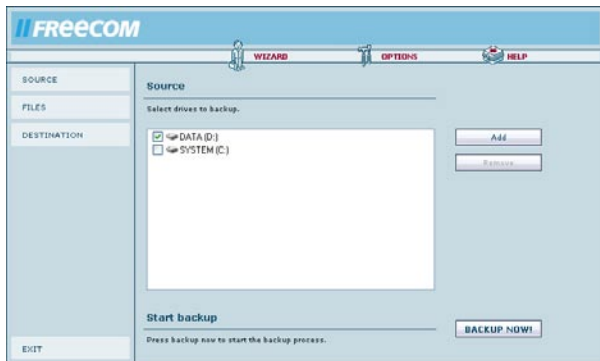 FREECOM
WIZARD
OPTIONS
HELP
SOURCE
FILES
DESTINATION
EXIT
Source
Select drives to backup.
DATA (D:)
SYSTEM (C:)
Add
Remove
Start backup
Press backup now to start the backup process.
BACKUP NOW!